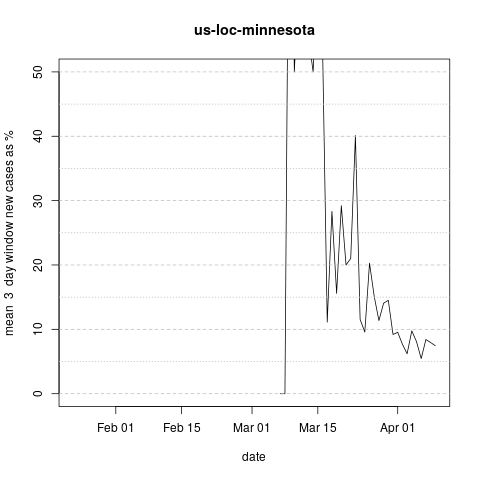 us-loc-minnesota
mean 3 day window new cases as %
50
40
30
20
10
0
Feb 01 Feb 15 Mar 01 Mar 15 Apr 01
date